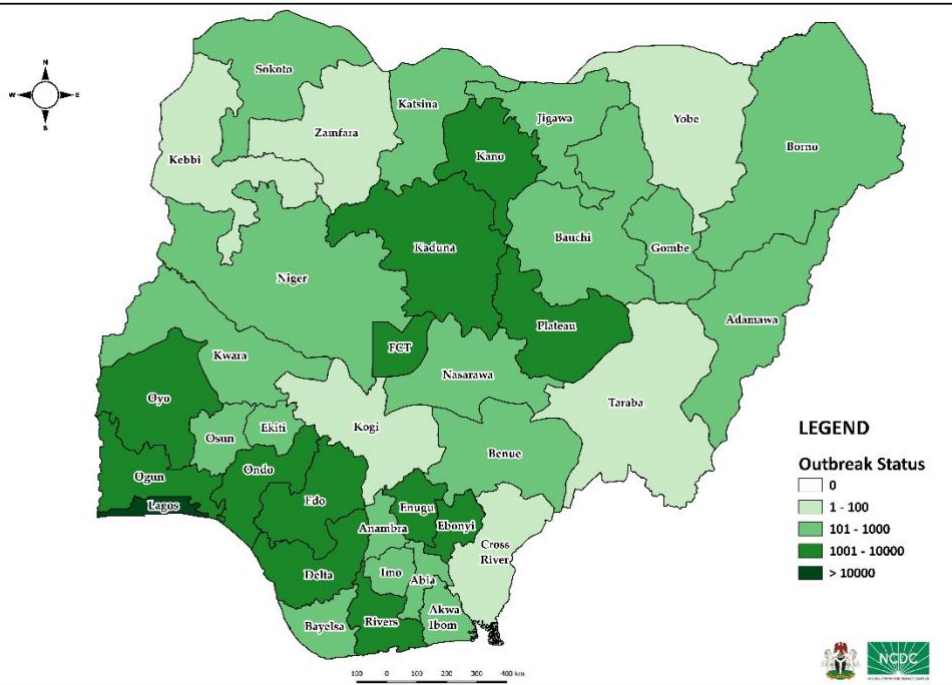 N
W E
S
Sokoto
Katsina
Jigawa
Yobe
Borno
Zamfara
Kebbi
Kano
Kaduna
Bauchi
Gombe
Niger
Adamawa
Plateau
FCT
Kwara
Nasarawa
Oyo
Taraba
Kogi
Osun
Ekiti
Benue
Ogun
Ondo
Edo
Lagos
Enugu
Anambra
Ebonyi
Cross
River
Delta
Imo
Abia
Bayelsa
Rivers
Akwa
Ibom
LEGEND
Outbreak Status
0
1 - 100
101 - 1000
1001 - 10000
> 10000
100 0 100 200 300 400 km
NCDC